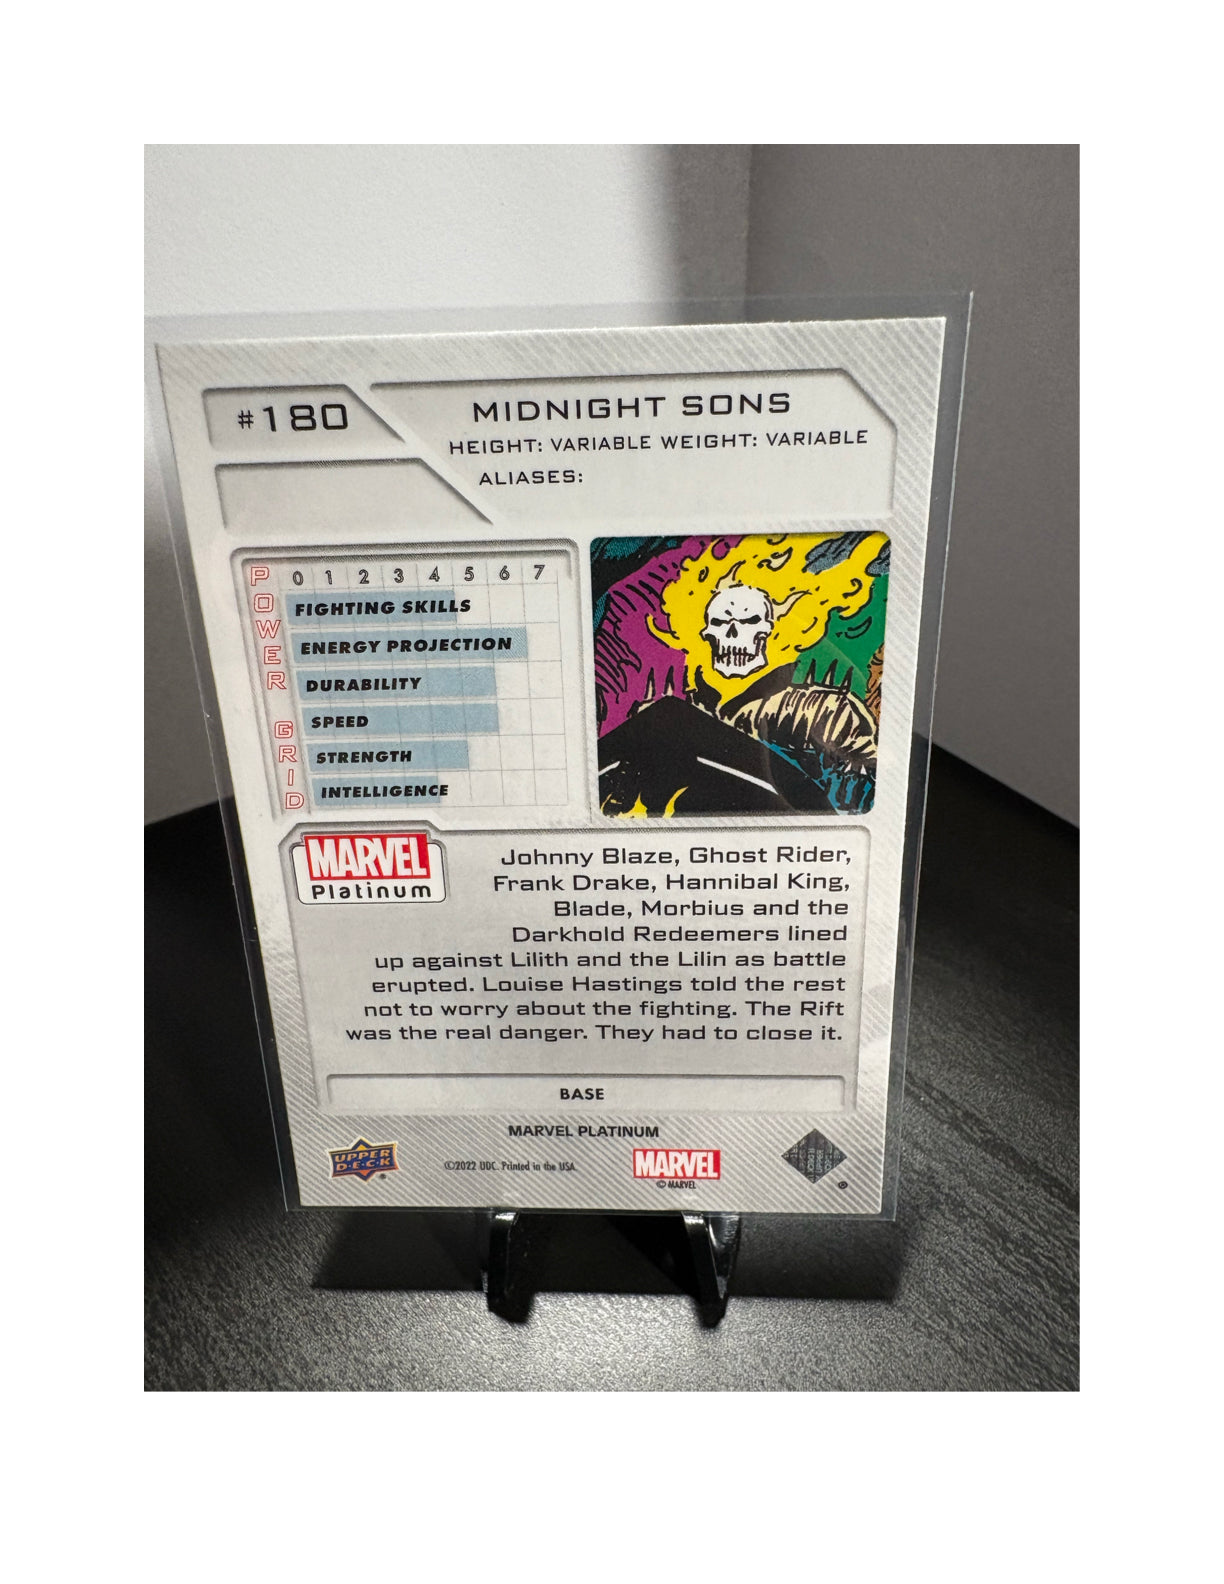 #180
MIDNIGHT SONS
HEIGHT: VARIABLE WEIGHT: VARIABLE
ALIASES:
POWER GRID
0 1 2 3 4 5 6 7
FIGHTING SKILLS
ENERGY PROJECTION
DURABILITY
SPEED
STRENGTH
INTELLIGENCE
MARVEL
Platinum
Johnny Blaze, Ghost Rider,
Frank Drake, Hannibal King,
Blade, Morbius and the
Darkhold Redeemers lined
up against Lilith and the Lilin as battle
erupted. Louise Hastings told the rest
not to worry about the fighting. The Rift
was the real danger. They had to close it.
BASE
MARVEL PLATINUM
UPPER
D·E·C·K
©2022 UDC. Printed in the USA
MARVEL
© MARVEL